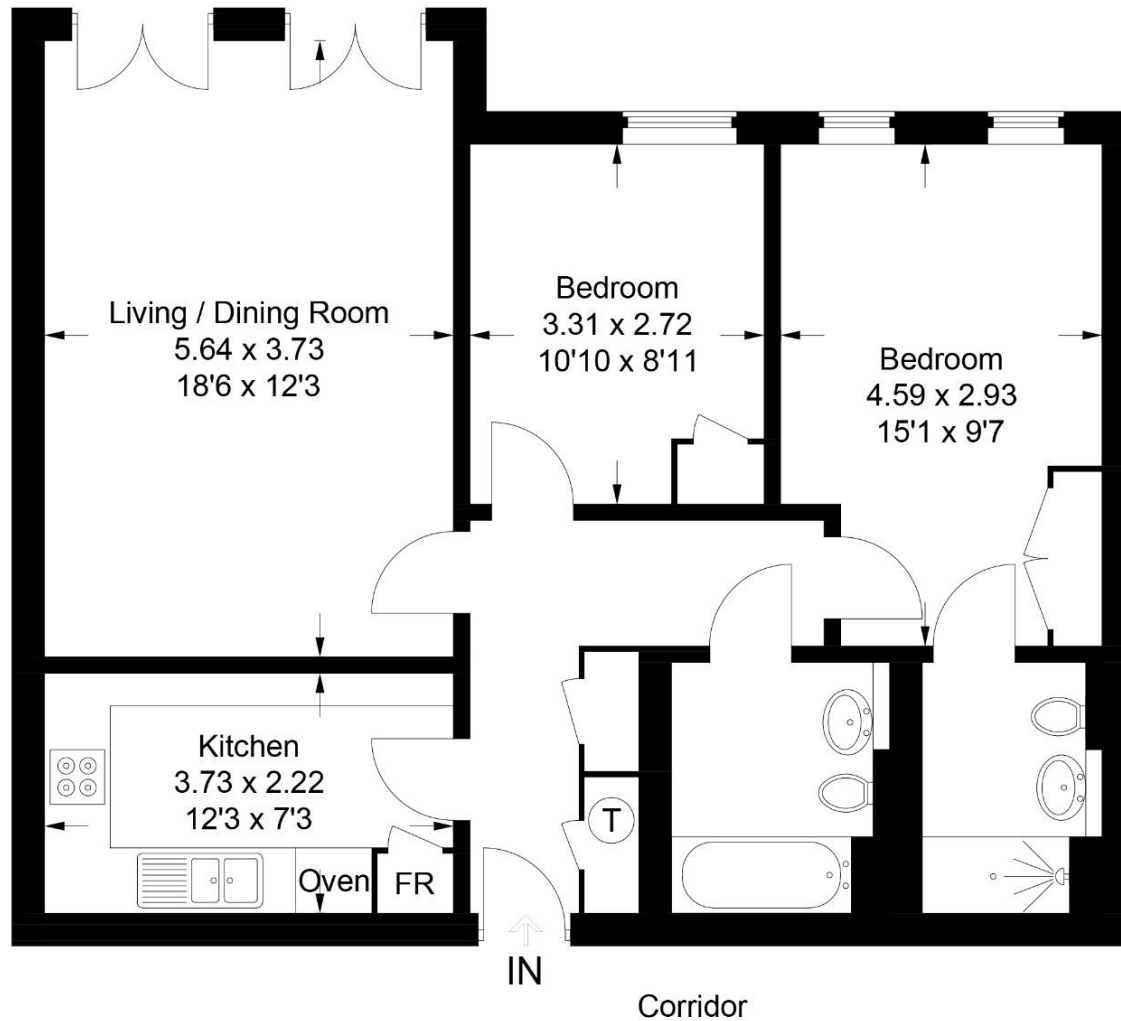 Living / Dining Room
5.64 x 3.73
18'6 x 12'3
Bedroom
3.31 x 2.72
10'10 x 8'11
Bedroom
4.59 x 2.93
15'1 x 9'7
Kitchen
3.73 x 2.22
12'3 x 7'3
Oven
FR
T
IN
Corridor